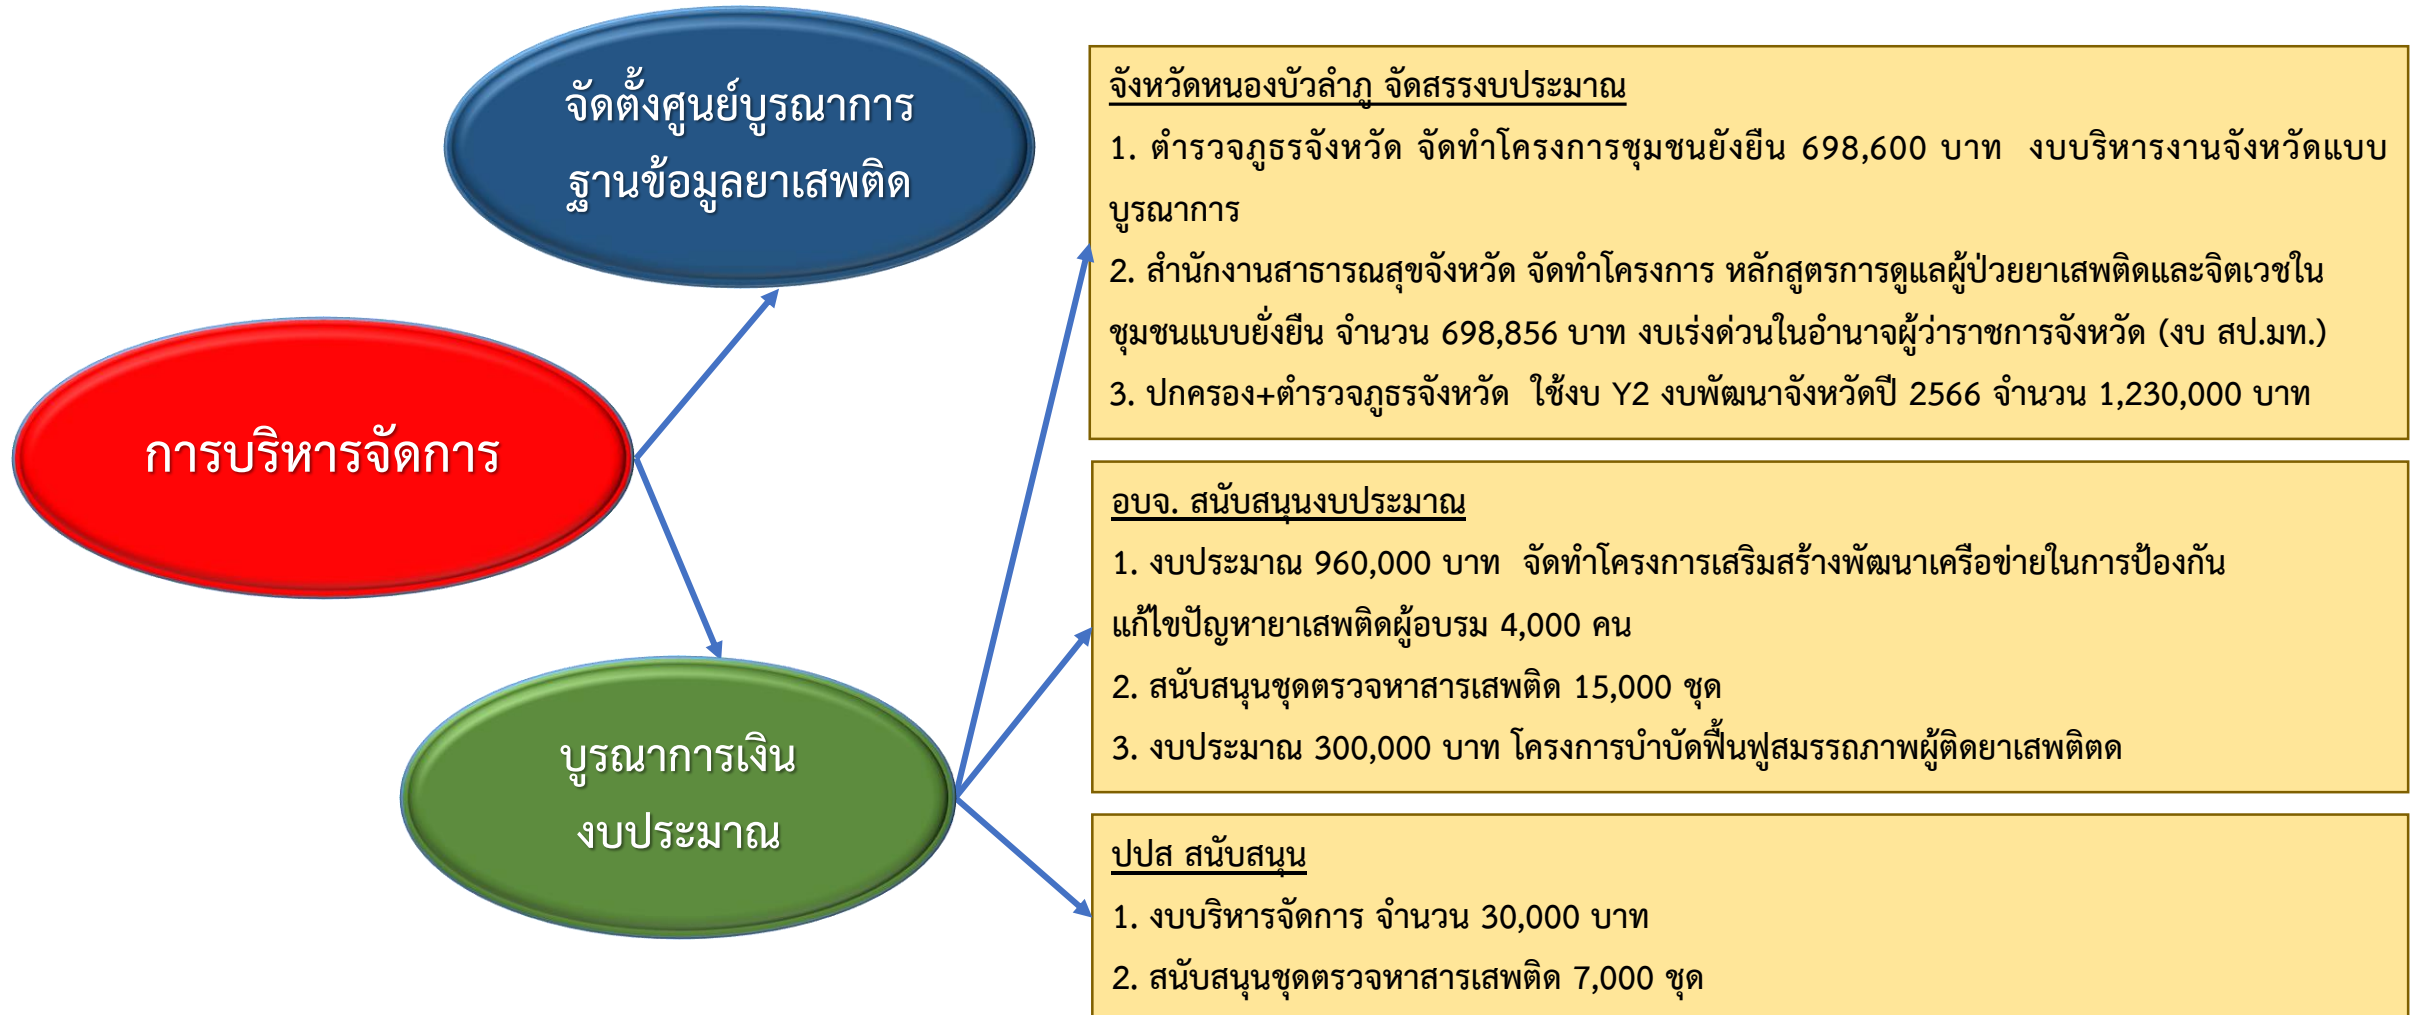 จัดตั้งศูนย์บูรณาการ
ฐานข้อมูลยาเสพติด
การบริหารจัดการ
บูรณาการเงิน
งบประมาณ
จังหวัดหนองบัวลำภู จัดสรรงบประมาณ
1. ตำรวจภูธรจังหวัด จัดทำโครงการชุมชนยังยืน 698,600 บาท งบบริหารงานจังหวัดแบบ
บูรณาการ
2. สำนักงานสาธารณสุขจังหวัด จัดทำโครงการ หลักสูตรการดูแลผู้ป่วยยาเสพติดและจิตเวชใน
ชุมชนแบบยั่งยืน จำนวน 698,856 บาท งบเร่งด่วนในอำนาจผู้ว่าราชการจังหวัด (งบ สป.มท.)
3. ปกครอง+ตำรวจภูธรจังหวัด ใช้งบ Y2 งบพัฒนาจังหวัดปี 2566 จำนวน 1,230,000 บาท
อบจ. สนับสนุนงบประมาณ
1. งบประมาณ 960,000 บาท จัดทำโครงการเสริมสร้างพัฒนาเครือข่ายในการป้องกัน
แก้ไขปัญหายาเสพติดผู้อบรม 4,000 คน
2. สนับสนุนชุดตรวจหาสารเสพติด 15,000 ชุด
3. งบประมาณ 300,000 บาท โครงการบำบัดฟื้นฟูสมรรถภาพผู้ติดยาเสพติตด
ปปส สนับสนุน
1. งบบริหารจัดการ จำนวน 30,000 บาท
2. สนับสนุนชุดตรวจหาสารเสพติด 7,000 ชุด